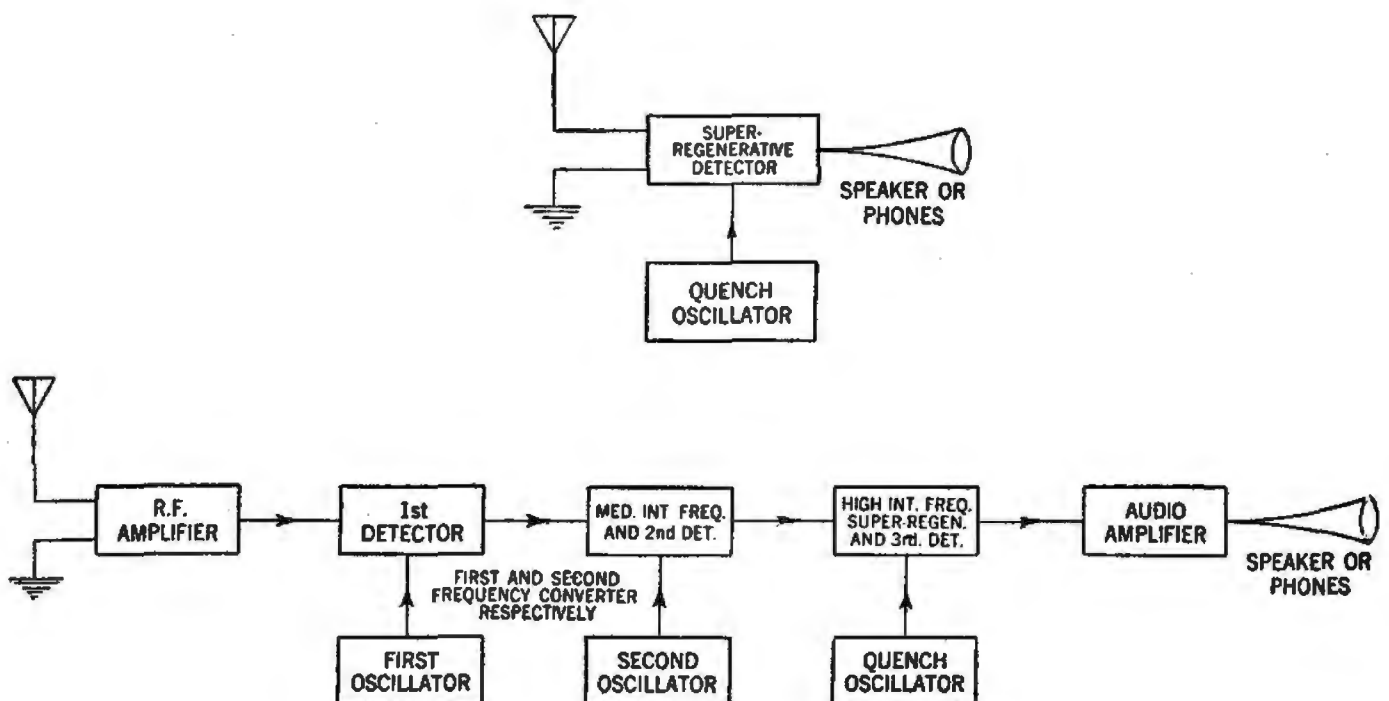 SUPER-
REGENERATIVE
DETECTOR
SPEAKER OR
PHONES
QUENCH
OSCILLATOR
R.F.
AMPLIFIER
1st
DETECTOR
MED. INT FREQ.
AND 2nd DET.
HIGH INT. FREQ.
SUPER-REGEN.
AND 3rd. DET.
AUDIO
AMPLIFIER
SPEAKER OR
PHONES
FIRST AND SECOND
FREQUENCY CONVERTER
RESPECTIVELY
FIRST
OSCILLATOR
SECOND
OSCILLATOR
QUENCH
OSCILLATOR